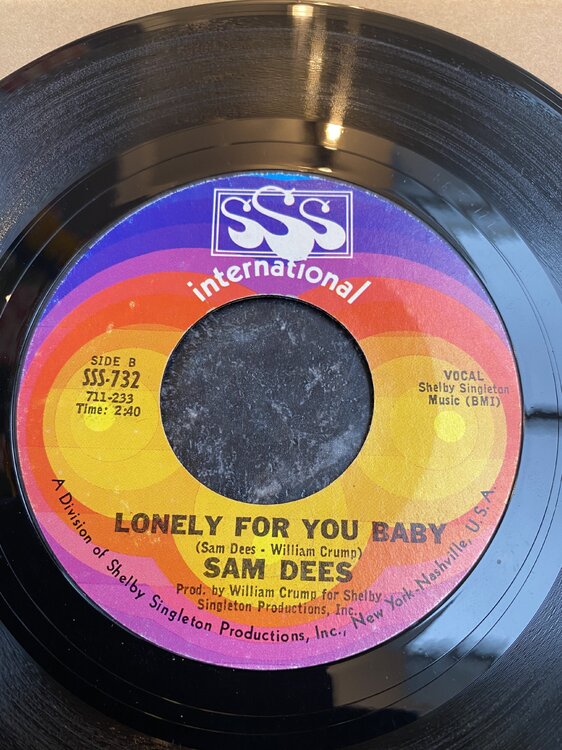 SSS
international
SIDE B
SSS-732
711-233
Time: 2:40
VOCAL
Shelby Singleton
Music (BMI)
LONELY FOR YOU BABY
(Sam Dees - William Crump)
SAM DEES
Prod. by William Crump for Shelby
Singleton Productions, Inc.
A Division of Shelby Singleton Productions, Inc., New York-Nashville, U.S.A.